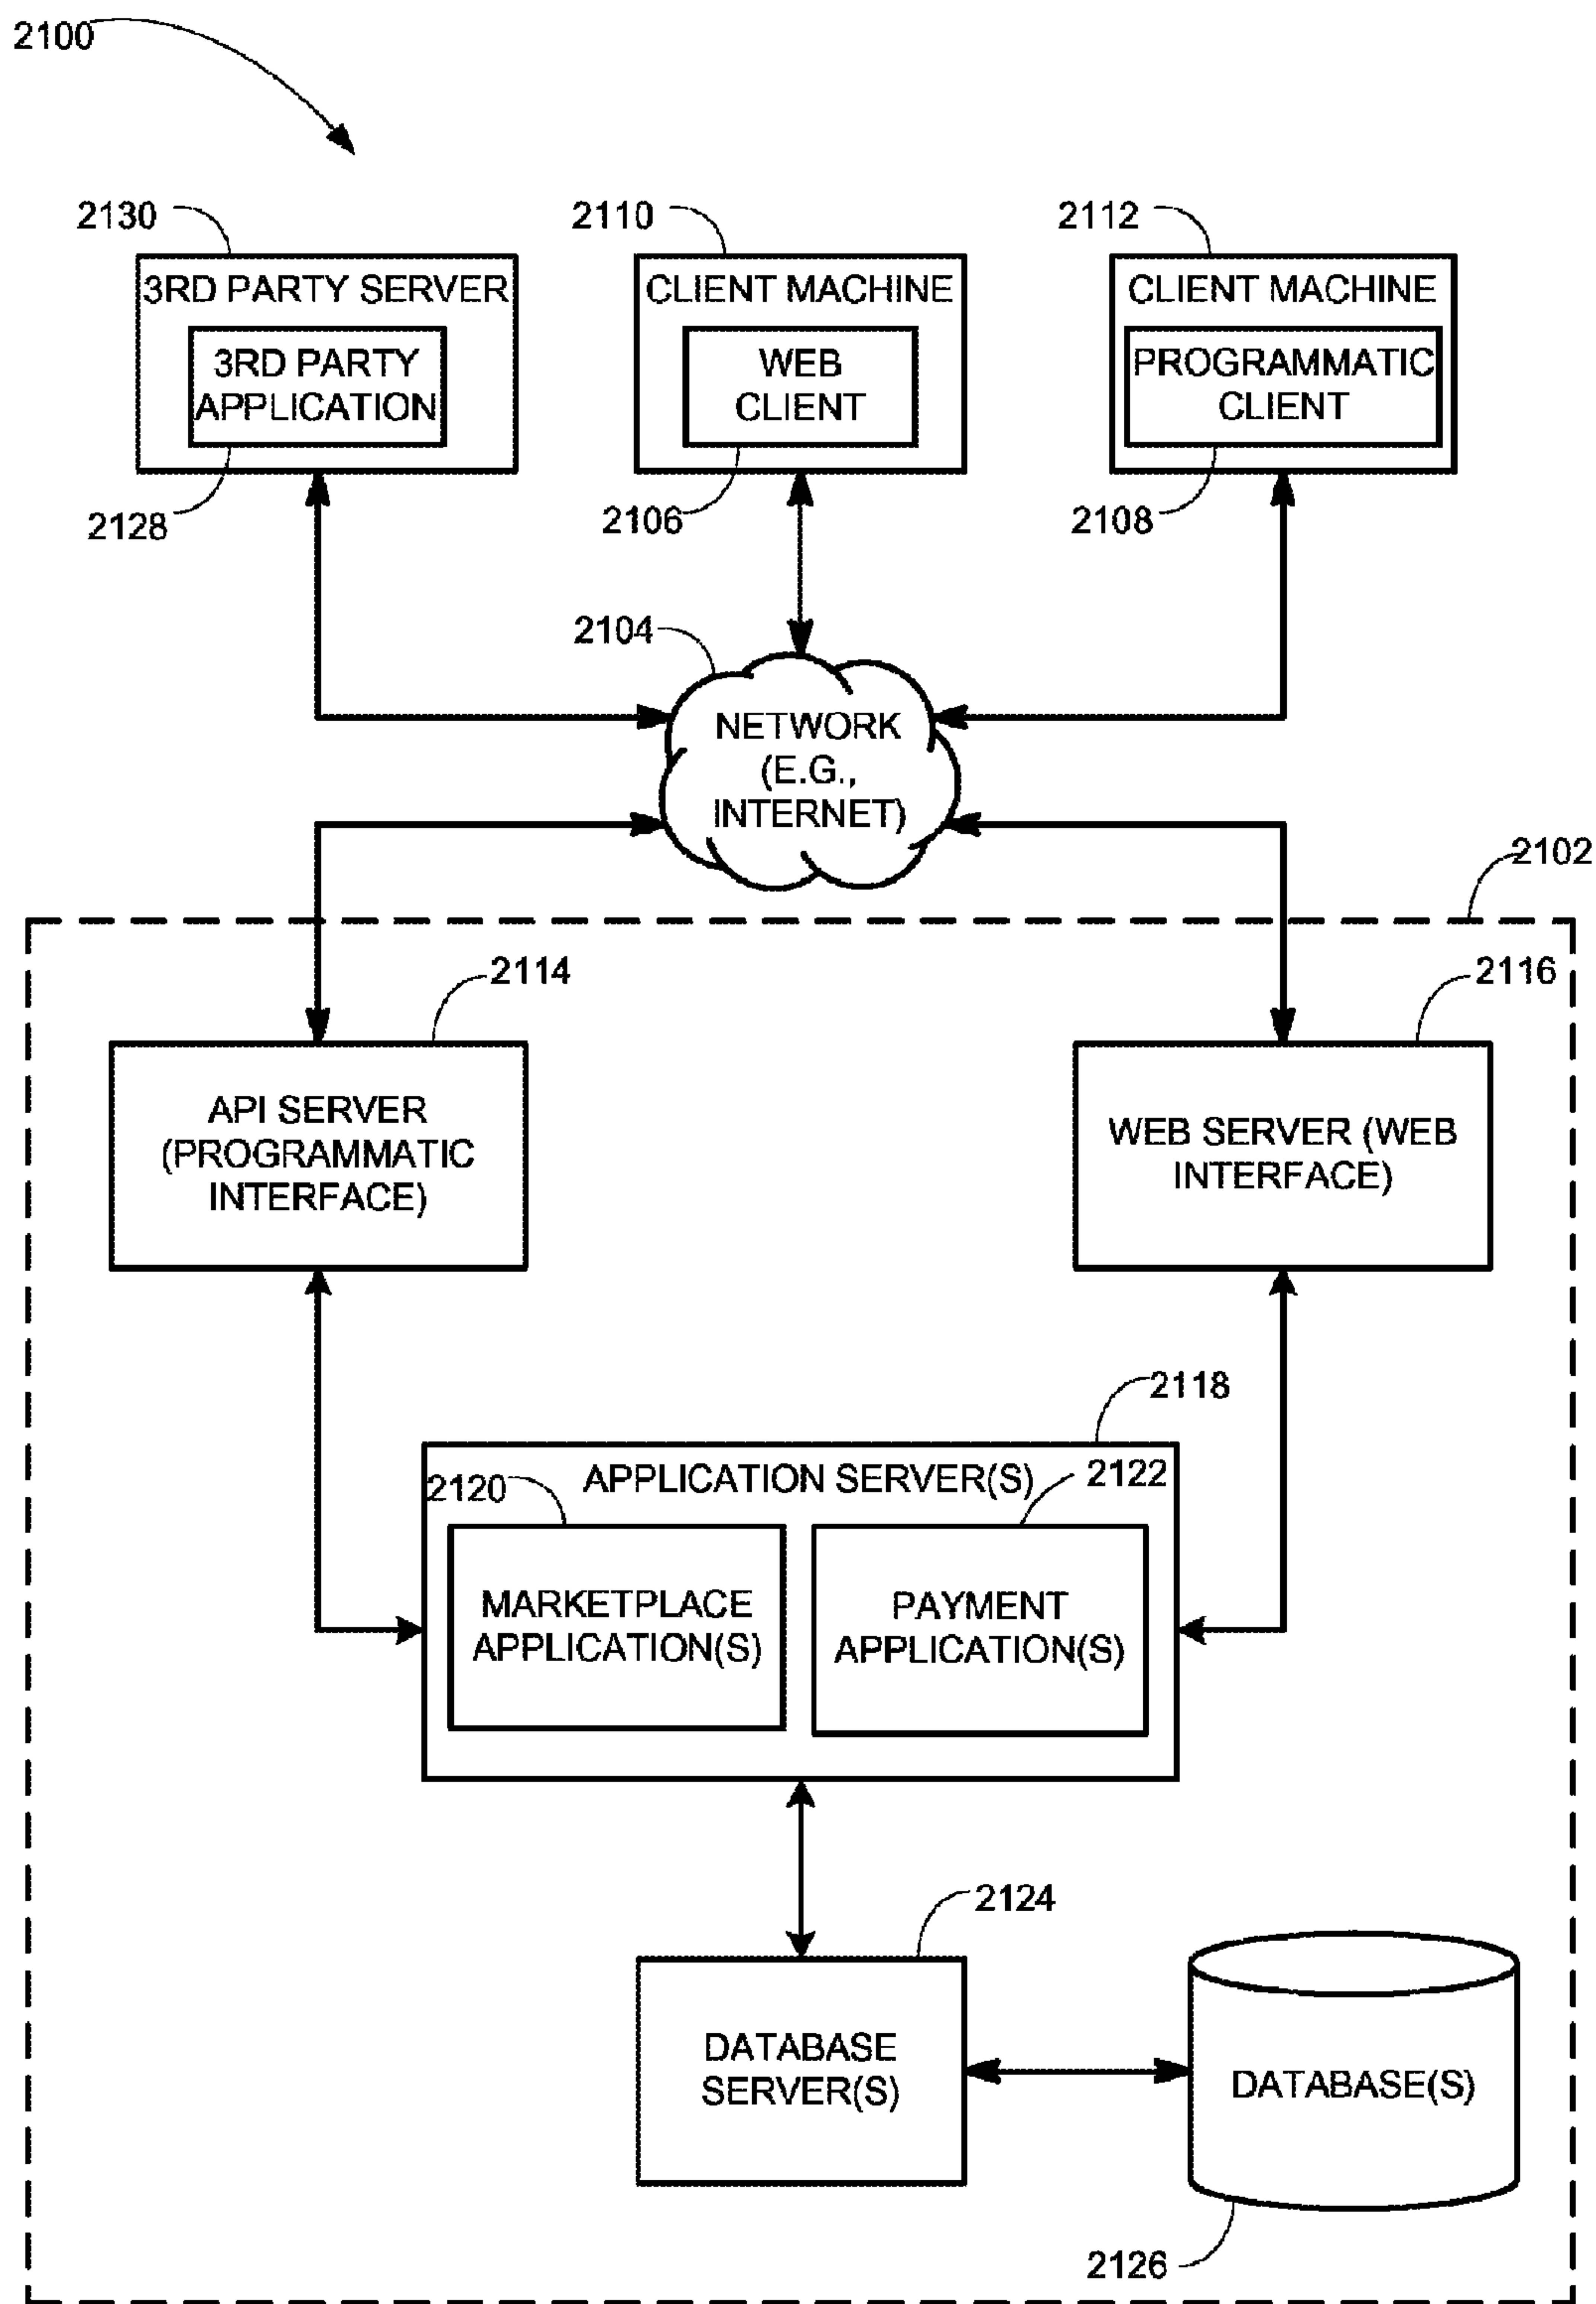 2100
2130
2110
2112
3RD PARTY SERVER
3RD PARTY
APPLICATION
CLIENT MACHINE
WEB
CLIENT
CLIENT MACHINE
PROGRAMMATIC
CLIENT
2128
2106
2108
2104
NETWORK
(E.G.,
INTERNET)
2102
2114
2116
API SERVER
(PROGRAMMATIC
INTERFACE)
WEB SERVER (WEB
INTERFACE)
2118
APPLICATION SERVER(S)
2120
2122
MARKETPLACE
APPLICATION(S)
PAYMENT
APPLICATION(S)
2124
DATABASE
SERVER(S)
DATABASE(S)
2126